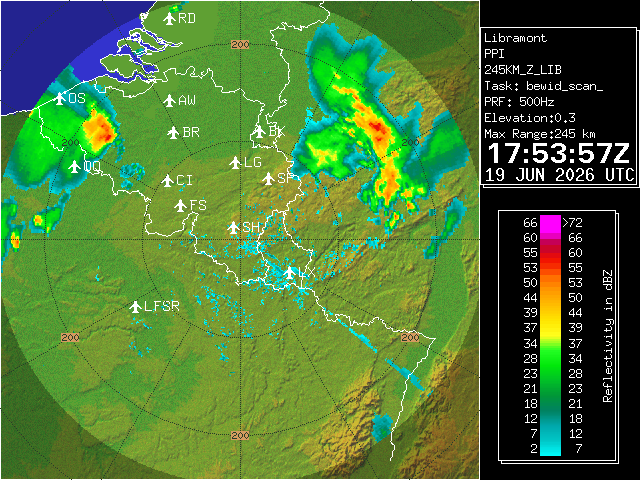 RD
200
OS
AW
BR
BK
200
QQ
200
LG
CI
SP
FS
SH
LX
LFSR
200
200
200
Libramont
PPI
245KM_Z_LIB
Task: bewid_scan_
PRF: 500Hz
Elevation:0.3
Max Range:245 km
17:53:57Z
19 JUN 2026 UTC
66 >72
60 66
55 60
53 55
50 53
44 50
39 44
37 39
34 37
28 34
23 28
21 23
18 21
12 18
7 12
2 7
Reflectivity in dBZ